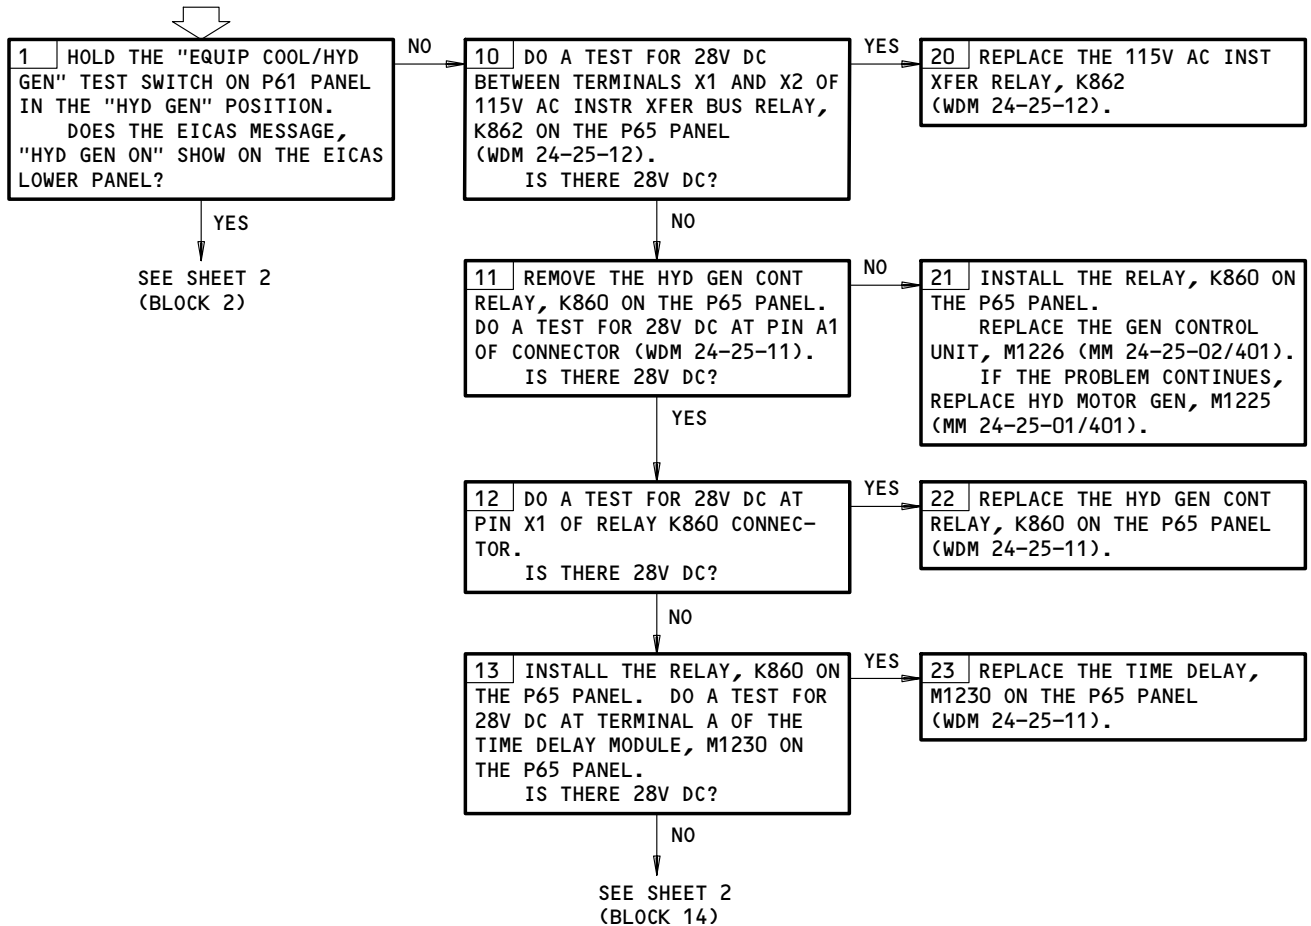 1 HOLD THE "EQUIP COOL/HYD
GEN" TEST SWITCH ON P61 PANEL
IN THE "HYD GEN" POSITION.
DOES THE EICAS MESSAGE,
"HYD GEN ON" SHOW ON THE EICAS
LOWER PANEL?
NO
YES
SEE SHEET 2
(BLOCK 2)
10 DO A TEST FOR 28V DC
BETWEEN TERMINALS X1 AND X2 OF
115V AC INSTR XFER BUS RELAY,
K862 ON THE P65 PANEL
(WDM 24-25-12).
IS THERE 28V DC?
YES
20 REPLACE THE 115V AC INST
XFER RELAY, K862
(WDM 24-25-12).
NO
11 REMOVE THE HYD GEN CONT
RELAY, K860 ON THE P65 PANEL.
DO A TEST FOR 28V DC AT PIN A1
OF CONNECTOR (WDM 24-25-11).
IS THERE 28V DC?
NO
21 INSTALL THE RELAY, K860 ON
THE P65 PANEL.
REPLACE THE GEN CONTROL
UNIT, M1226 (MM 24-25-02/401).
IF THE PROBLEM CONTINUES,
REPLACE HYD MOTOR GEN, M1225
(MM 24-25-01/401).
YES
12 DO A TEST FOR 28V DC AT
PIN X1 OF RELAY K860 CONNEC-
TOR.
IS THERE 28V DC?
YES
22 REPLACE THE HYD GEN CONT
RELAY, K860 ON THE P65 PANEL
(WDM 24-25-11).
NO
13 INSTALL THE RELAY, K860 ON
THE P65 PANEL. DO A TEST FOR
28V DC AT TERMINAL A OF THE
TIME DELAY MODULE, M1230 ON
THE P65 PANEL.
IS THERE 28V DC?
YES
23 REPLACE THE TIME DELAY,
M1230 ON THE P65 PANEL
(WDM 24-25-11).
NO
SEE SHEET 2
(BLOCK 14)